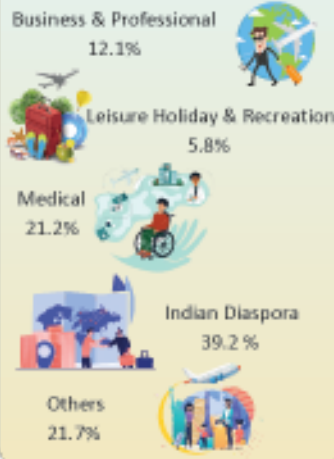 Business & Professional
12.1%
Leisure Holiday & Recreation
5.8%
Medical
21.2%
Indian Diaspora
39.2 %
Others
21.7%